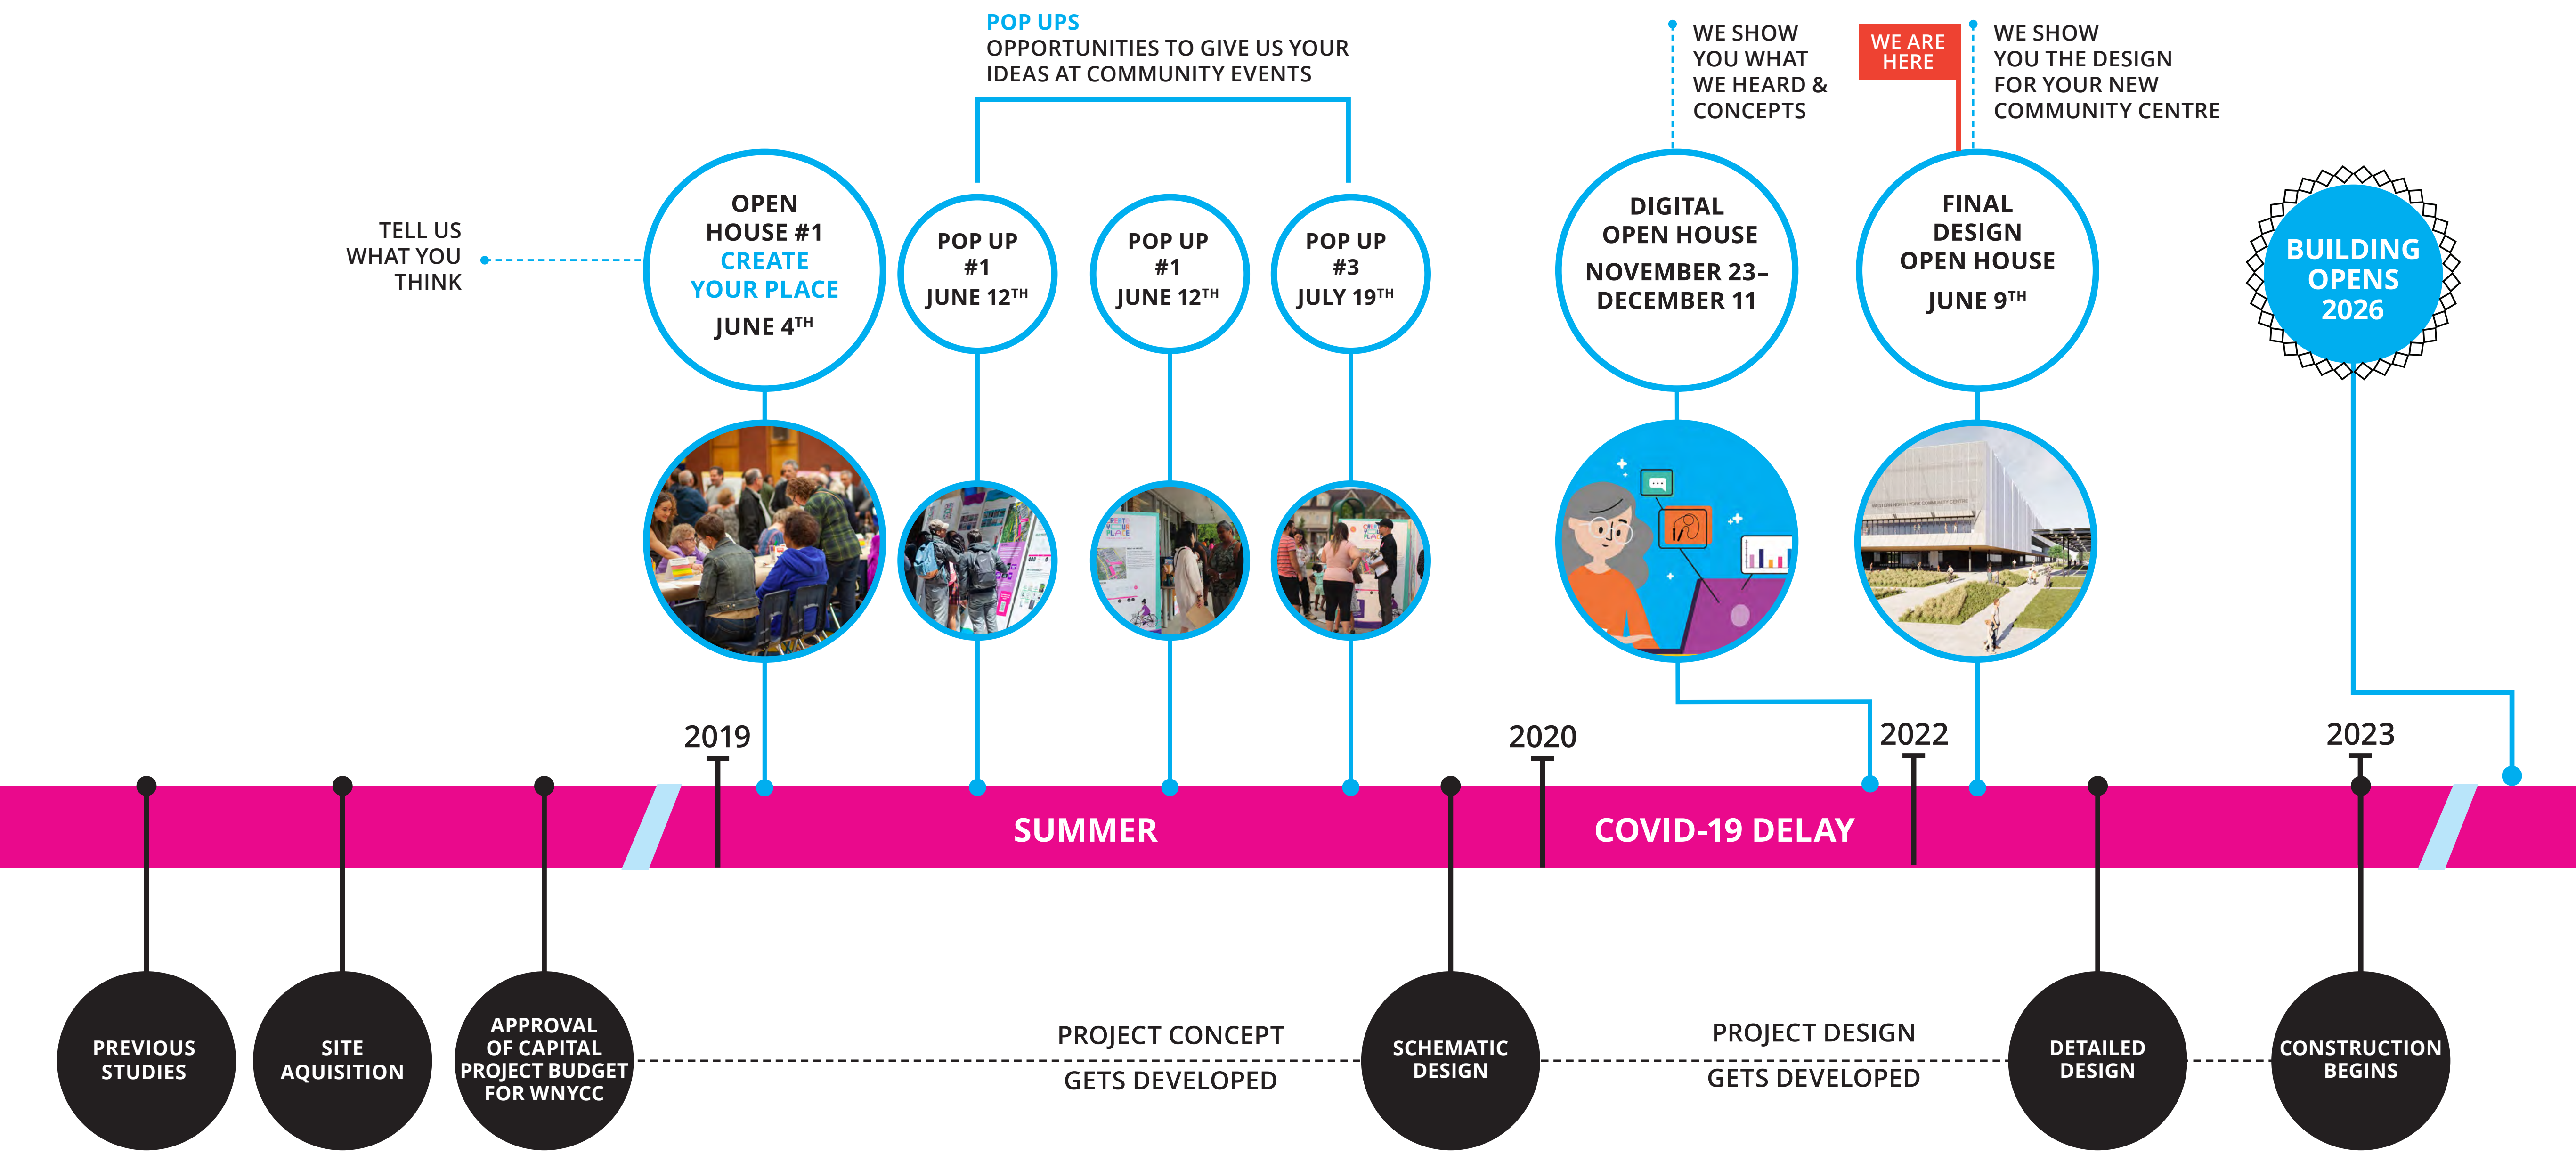 POP UPS
OPPORTUNITIES TO GIVE US YOUR
IDEAS AT COMMUNITY EVENTS
WE SHOW
YOU WHAT
WE HEARD &
CONCEPTS
WE ARE
HERE
WE SHOW
YOU THE DESIGN
FOR YOUR NEW
COMMUNITY CENTRE
TELL US
WHAT YOU
THINK
OPEN
HOUSE #1
CREATE
YOUR PLACE
JUNE 4TH
POP UP
#1
JUNE 12TH
POP UP
#1
JUNE 12TH
POP UP
#3
JULY 19TH
DIGITAL
OPEN HOUSE
NOVEMBER 23–
DECEMBER 11
FINAL
DESIGN
OPEN HOUSE
JUNE 9TH
BUILDING
OPENS
2026
2019
2020
2022
2023
SUMMER
COVID-19 DELAY
PREVIOUS
STUDIES
SITE
AQUISITION
APPROVAL
OF CAPITAL
PROJECT BUDGET
FOR WNYCC
PROJECT CONCEPT
GETS DEVELOPED
SCHEMATIC
DESIGN
PROJECT DESIGN
GETS DEVELOPED
DETAILED
DESIGN
CONSTRUCTION
BEGINS